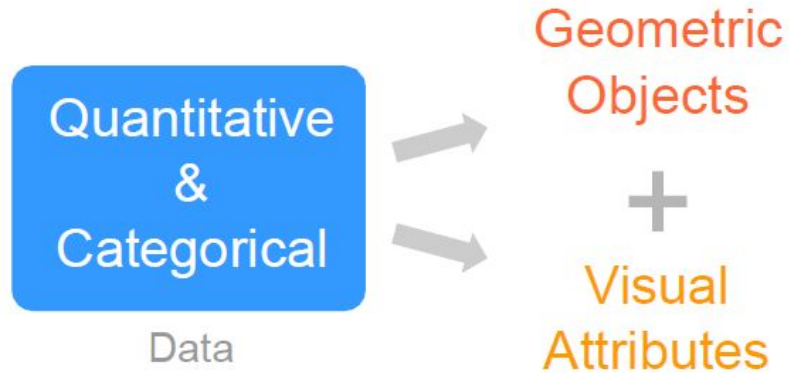 Quantitative
&
Categorical
Data
Geometric
Objects
+
Visual
Attributes